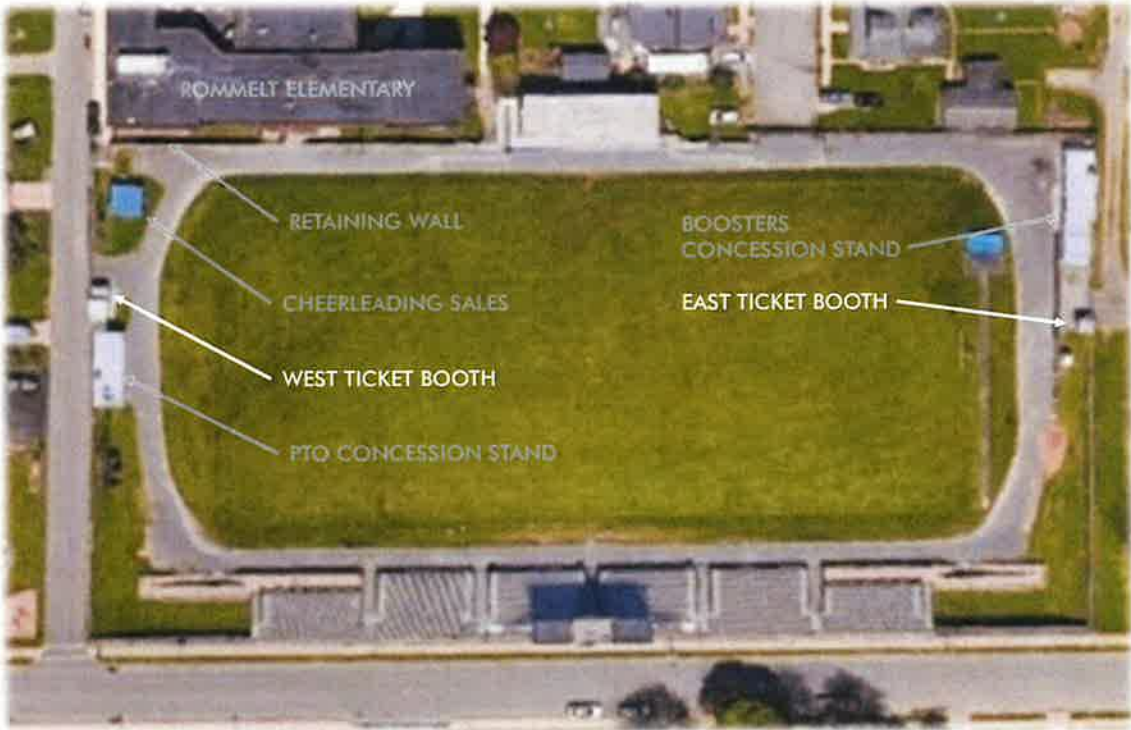 ROMMELT ELEMENTARY
RETAINING WALL
BOOSTERS
CONCESSION STAND
CHEERLEADING SALES
EAST TICKET BOOTH
WEST TICKET BOOTH
PTO CONCESSION STAND